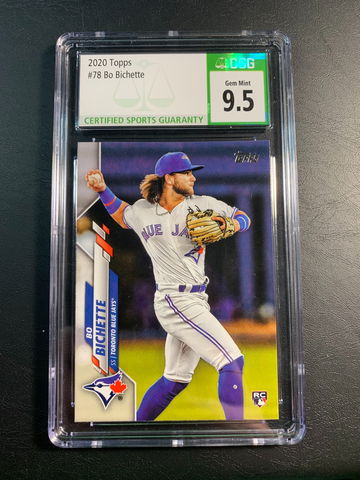 2020 Topps
#78 Bo Bichette
CSG
Gem Mint
9.5
CERTIFIED SPORTS GUARANTY
Topps
BLUE JAYS
BO
BICHETTE
SS | TORONTO BLUE JAYS®
RC